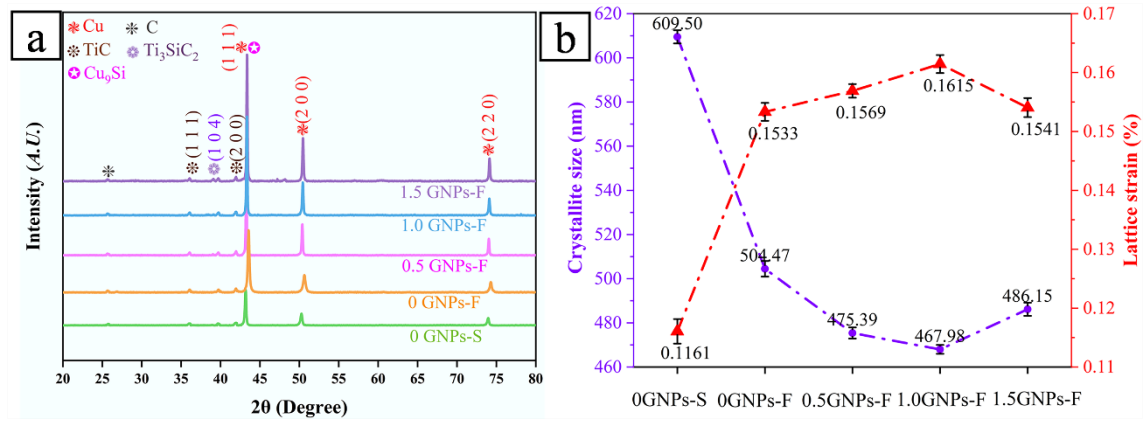 a
Cu
C
TiC
Ti₃SiC₂
Cu₉Si
(1 1 1)
(2 0 0)
(2 2 0)
(1 1 1)
(1 0 4)
(2 0 0)
1.5 GNPs-F
1.0 GNPs-F
0.5 GNPs-F
0 GNPs-F
0 GNPs-S
Intensity (A.U.)
20 25 30 35 40 45 50 55 60 65 70 75 80
2θ (Degree)
b
620
600
580
560
540
520
500
480
460
Crystallite size (nm)
609.50
504.47
475.39
467.98
486.15
0.1161
0.1533
0.1569
0.1615
0.1541
0.17
0.16
0.15
0.14
0.13
0.12
0.11
Lattice strain (%)
0GNPs-S 0GNPs-F 0.5GNPs-F 1.0GNPs-F 1.5GNPs-F